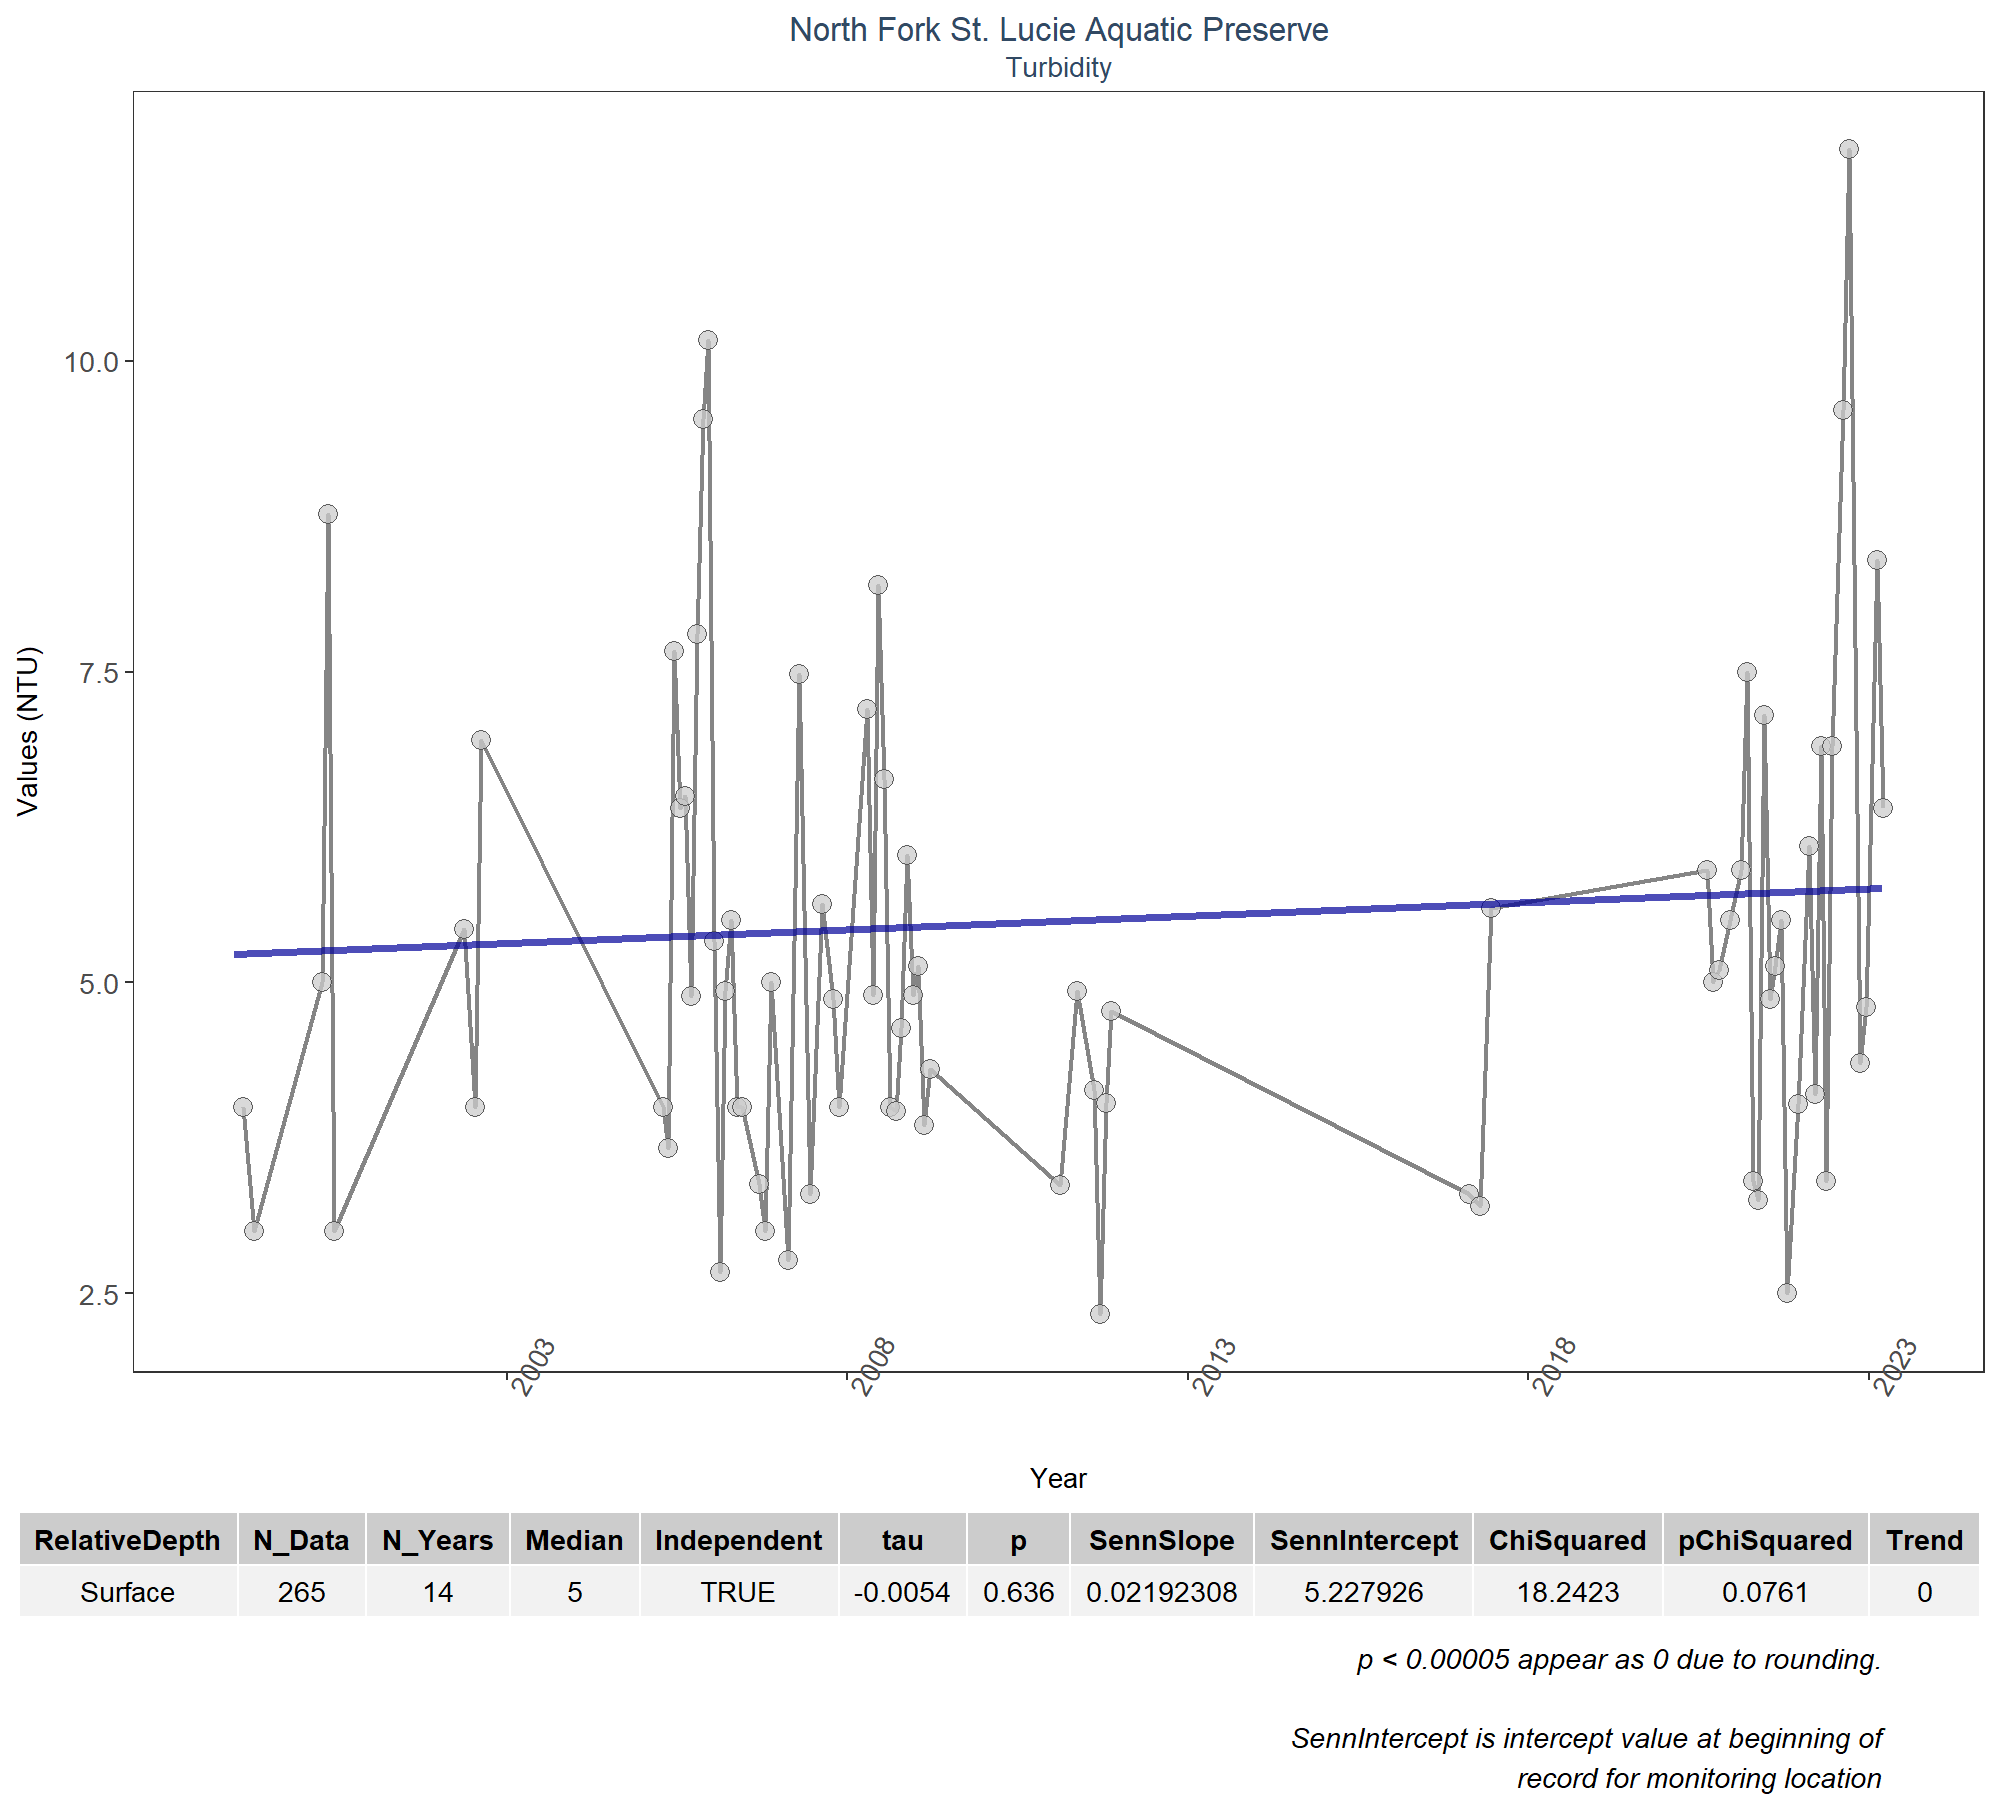 North Fork St. Lucie Aquatic Preserve
Turbidity
Values (NTU)
10.0
7.5
5.0
2.5
2003
2008
2013
2018
2023
Year
RelativeDepth N_Data N_Years Median Independent tau p SennSlope SennIntercept ChiSquared pChiSquared Trend
Surface 265 14 5 TRUE -0.0054 0.636 0.02192308 5.227926 18.2423 0.0761 0
p < 0.00005 appear as 0 due to rounding.
SennIntercept is intercept value at beginning of
record for monitoring location